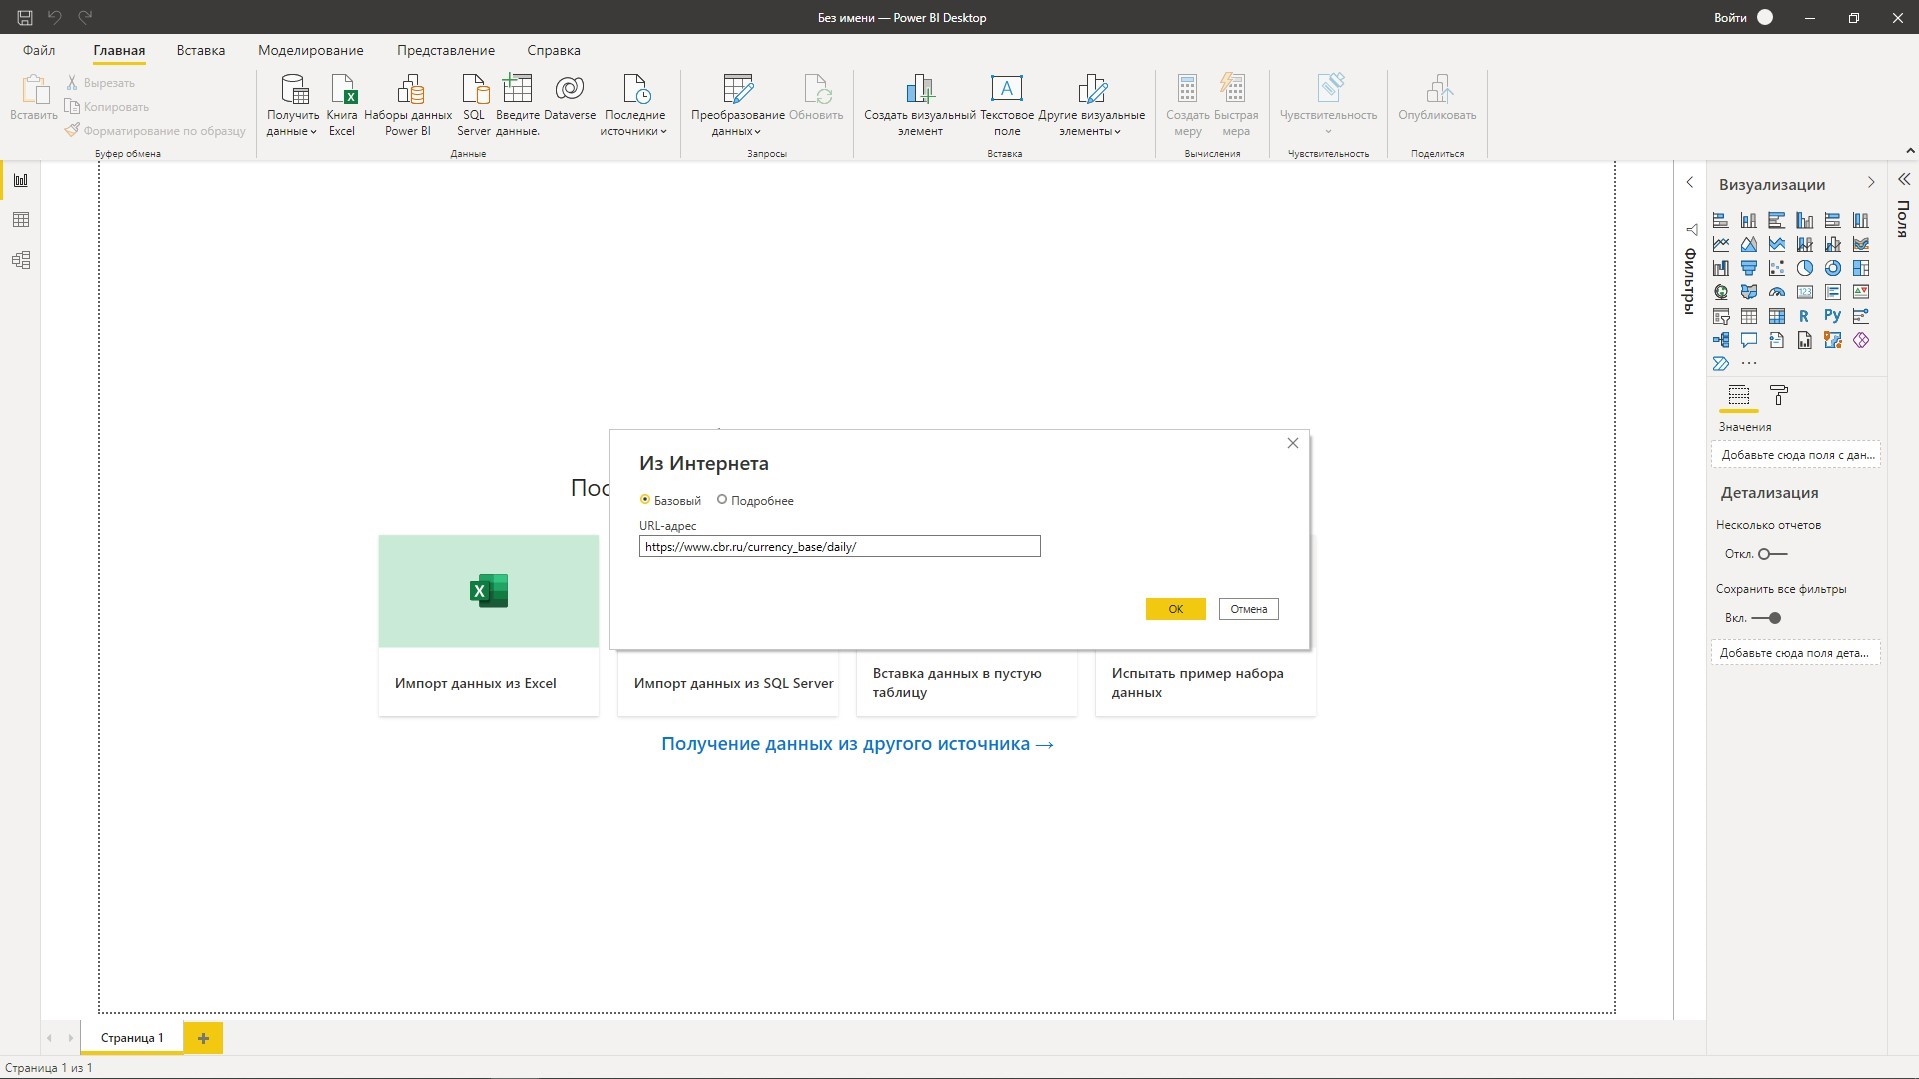 Без имени — Power BI Desktop
Войти
Файл
Главная
Вставка
Моделирование
Представление
Справка
Вставить
Вырезать
Копировать
Форматирование по образцу
Буфер обмена
Получить данные
Книга Excel
Наборы данных Power BI
SQL Server
Введите данные.
Dataverse
Последние источники
Данные
Преобразование данных
Обновить
Запросы
Создать визуальный элемент
Текстовое поле
Другие визуальные элементы
Вставка
Создать меру
Быстрая мера
Вычисления
Чувствительность
Чувствительность
Опубликовать
Поделиться
Фильтры
Визуализации
Поля
123
R
Py
Значения
Добавьте сюда поля с дан...
Детализация
Несколько отчетов
Откл.
Сохранить все фильтры
Вкл.
Добавьте сюда поля дета...
Из Интернета
Базовый
Подробнее
URL-адрес
https://www.cbr.ru/currency_base/daily/
ОК
Отмена
Импорт данных из Excel
Импорт данных из SQL Server
Вставка данных в пустую
таблицу
Испытать пример набора
данных
Получение данных из другого источника →
Страница 1
Страница 1 из 1